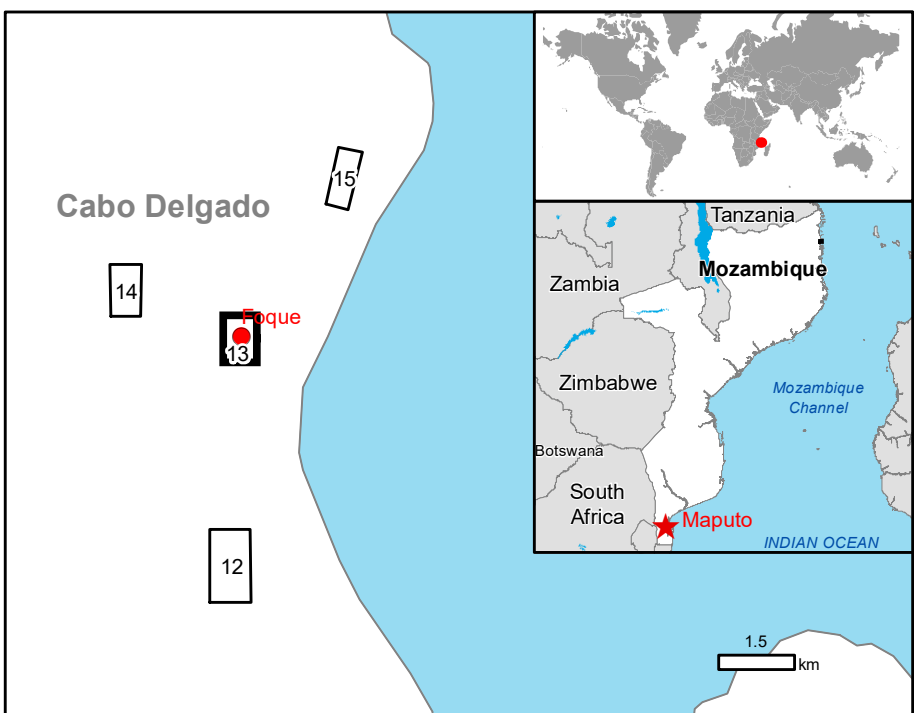 15
Cabo Delgado
14
Foque
13
12
Tanzania
Mozambique
Zambia
Zimbabwe
Mozambique
Channel
Botswana
South
Africa
Maputo
INDIAN OCEAN
1.5
km